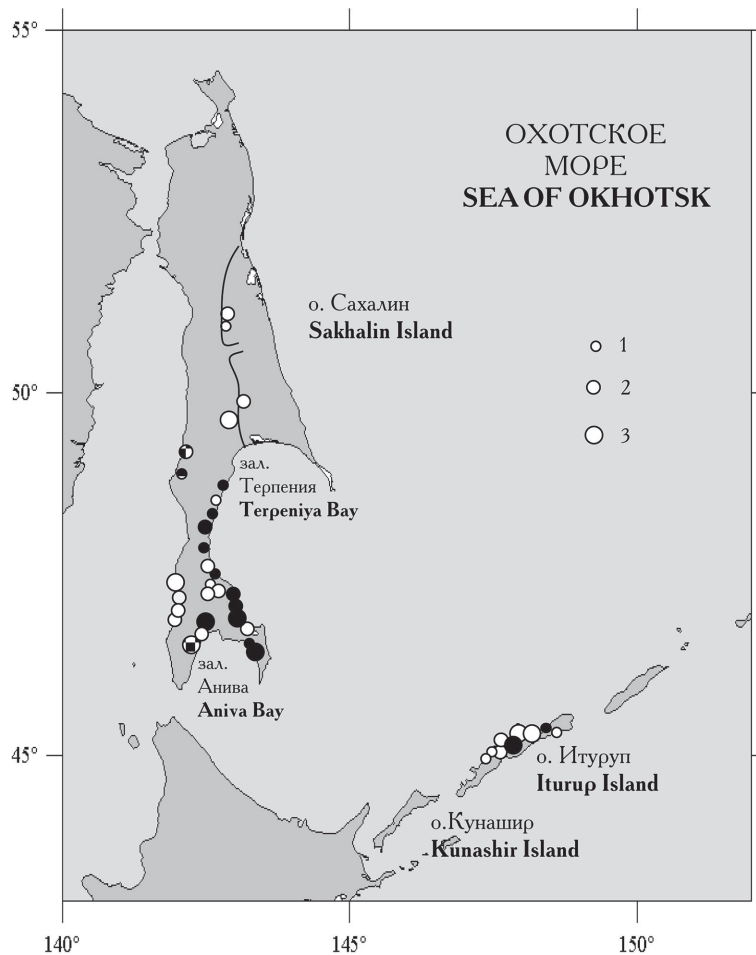 55°
ОХОТСКОЕ
МОРЕ
SEA OF OKHOTSK
о. Сахалин
Sakhalin Island
1
2
50°
3
зал.
Терпения
Terpeniya Bay
зал.
Анива
Aniva Bay
45°
о. Итуруп
Iturup Island
о.Кунашир
Kunashir Island
140°
145°
150°